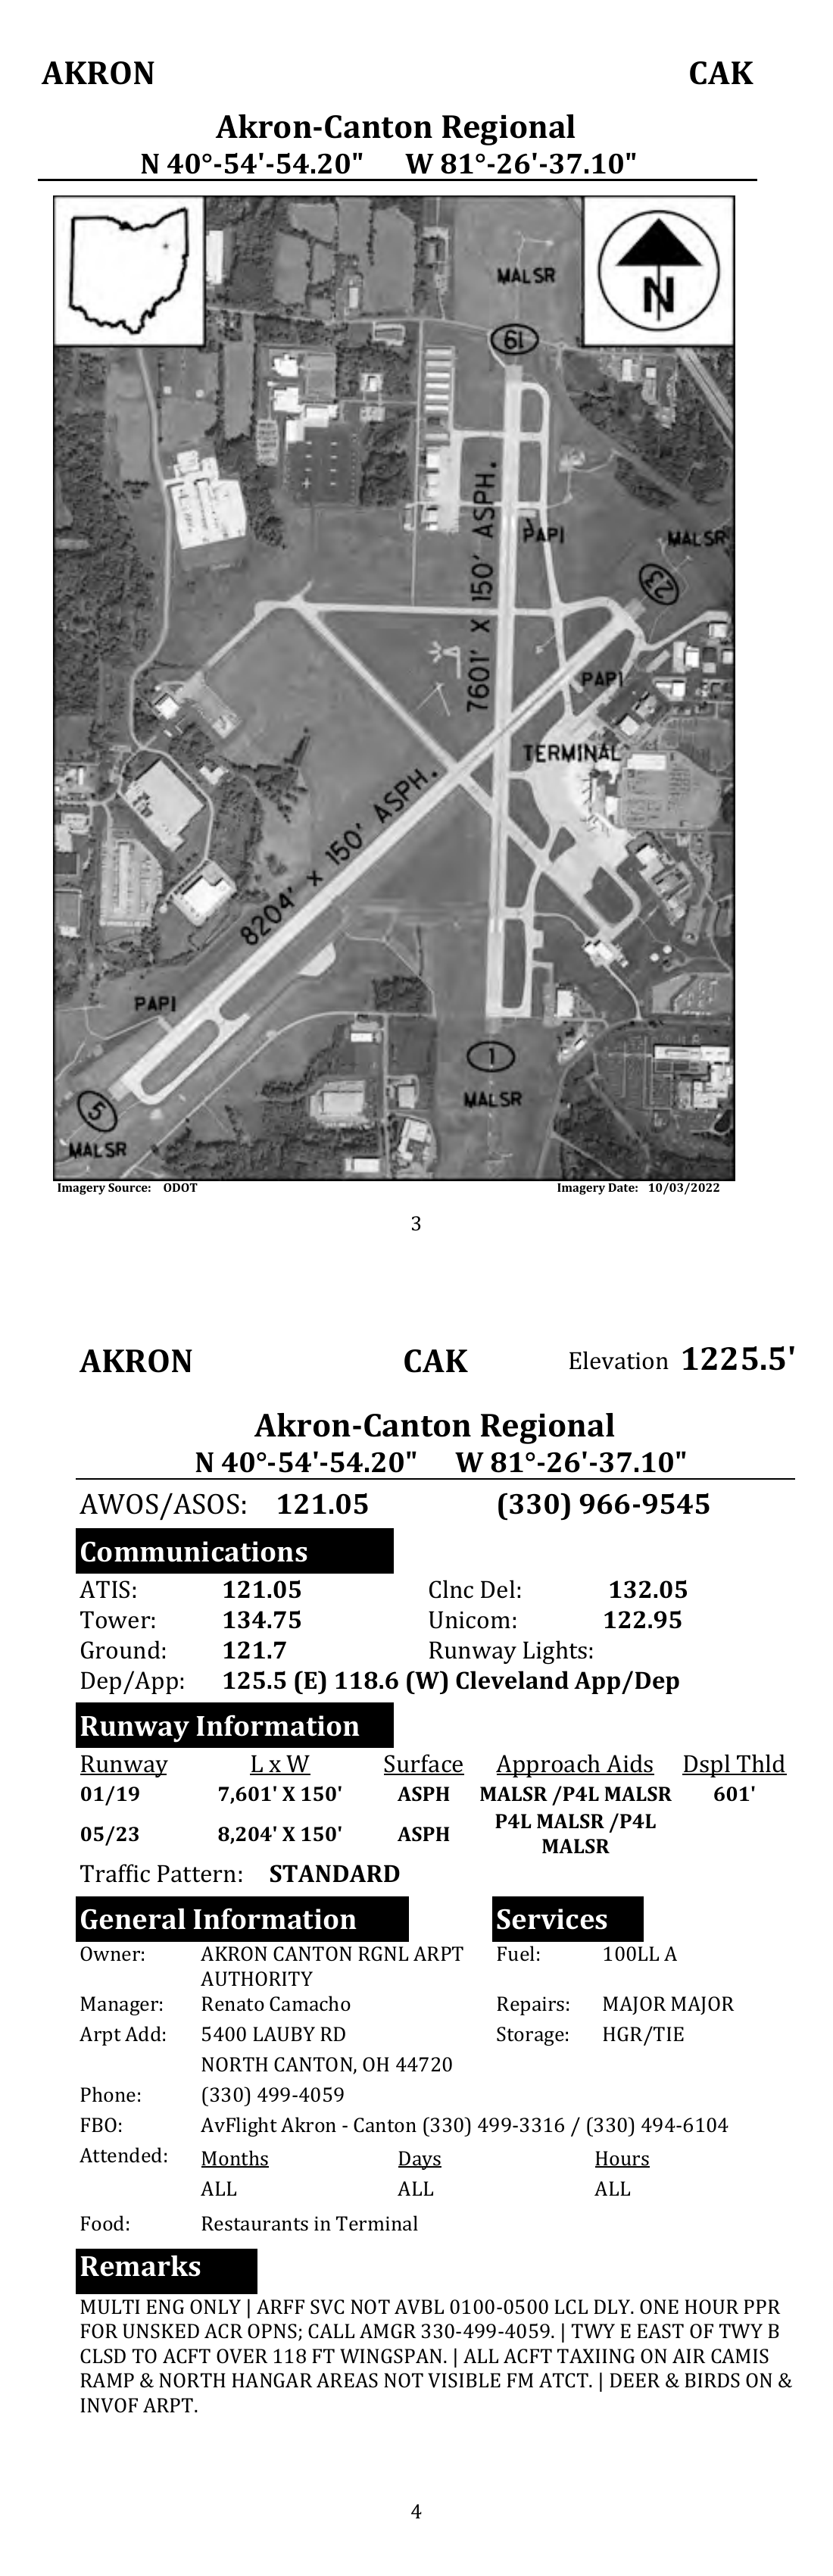 AKRON CAK
Akron-Canton Regional
N 40°-54'-54.20" W 81°-26'-37.10"
N
MALSR
19
7601' X 150' ASPH.
PAPI
MALSR
23
PAPI
TERMINAL
8204' X 150' ASPH.
PAPI
1
MALSR
5
MALSR
Imagery Source: ODOT Imagery Date: 10/03/2022
3
AKRON CAK Elevation 1225.5'
Akron-Canton Regional
N 40°-54'-54.20" W 81°-26'-37.10"
AWOS/ASOS: 121.05 (330) 966-9545
Communications
ATIS: 121.05 Clnc Del: 132.05
Tower: 134.75 Unicom: 122.95
Ground: 121.7 Runway Lights:
Dep/App: 125.5 (E) 118.6 (W) Cleveland App/Dep
Runway Information
Runway L x W Surface Approach Aids Dspl Thld
01/19 7,601' X 150' ASPH MALSR /P4L MALSR 601'
05/23 8,204' X 150' ASPH P4L MALSR /P4L
MALSR
Traffic Pattern: STANDARD
General Information Services
Owner: AKRON CANTON RGNL ARPT Fuel: 100LL A
AUTHORITY
Manager: Renato Camacho Repairs: MAJOR MAJOR
Arpt Add: 5400 LAUBY RD Storage: HGR/TIE
NORTH CANTON, OH 44720
Phone: (330) 499-4059
FBO: AvFlight Akron - Canton (330) 499-3316 / (330) 494-6104
Attended: Months Days Hours
ALL ALL ALL
Food: Restaurants in Terminal
Remarks
MULTI ENG ONLY | ARFF SVC NOT AVBL 0100-0500 LCL DLY. ONE HOUR PPR
FOR UNSKED ACR OPNS; CALL AMGR 330-499-4059. | TWY E EAST OF TWY B
CLSD TO ACFT OVER 118 FT WINGSPAN. | ALL ACFT TAXIING ON AIR CAMIS
RAMP & NORTH HANGAR AREAS NOT VISIBLE FM ATCT. | DEER & BIRDS ON &
INVOF ARPT.
4